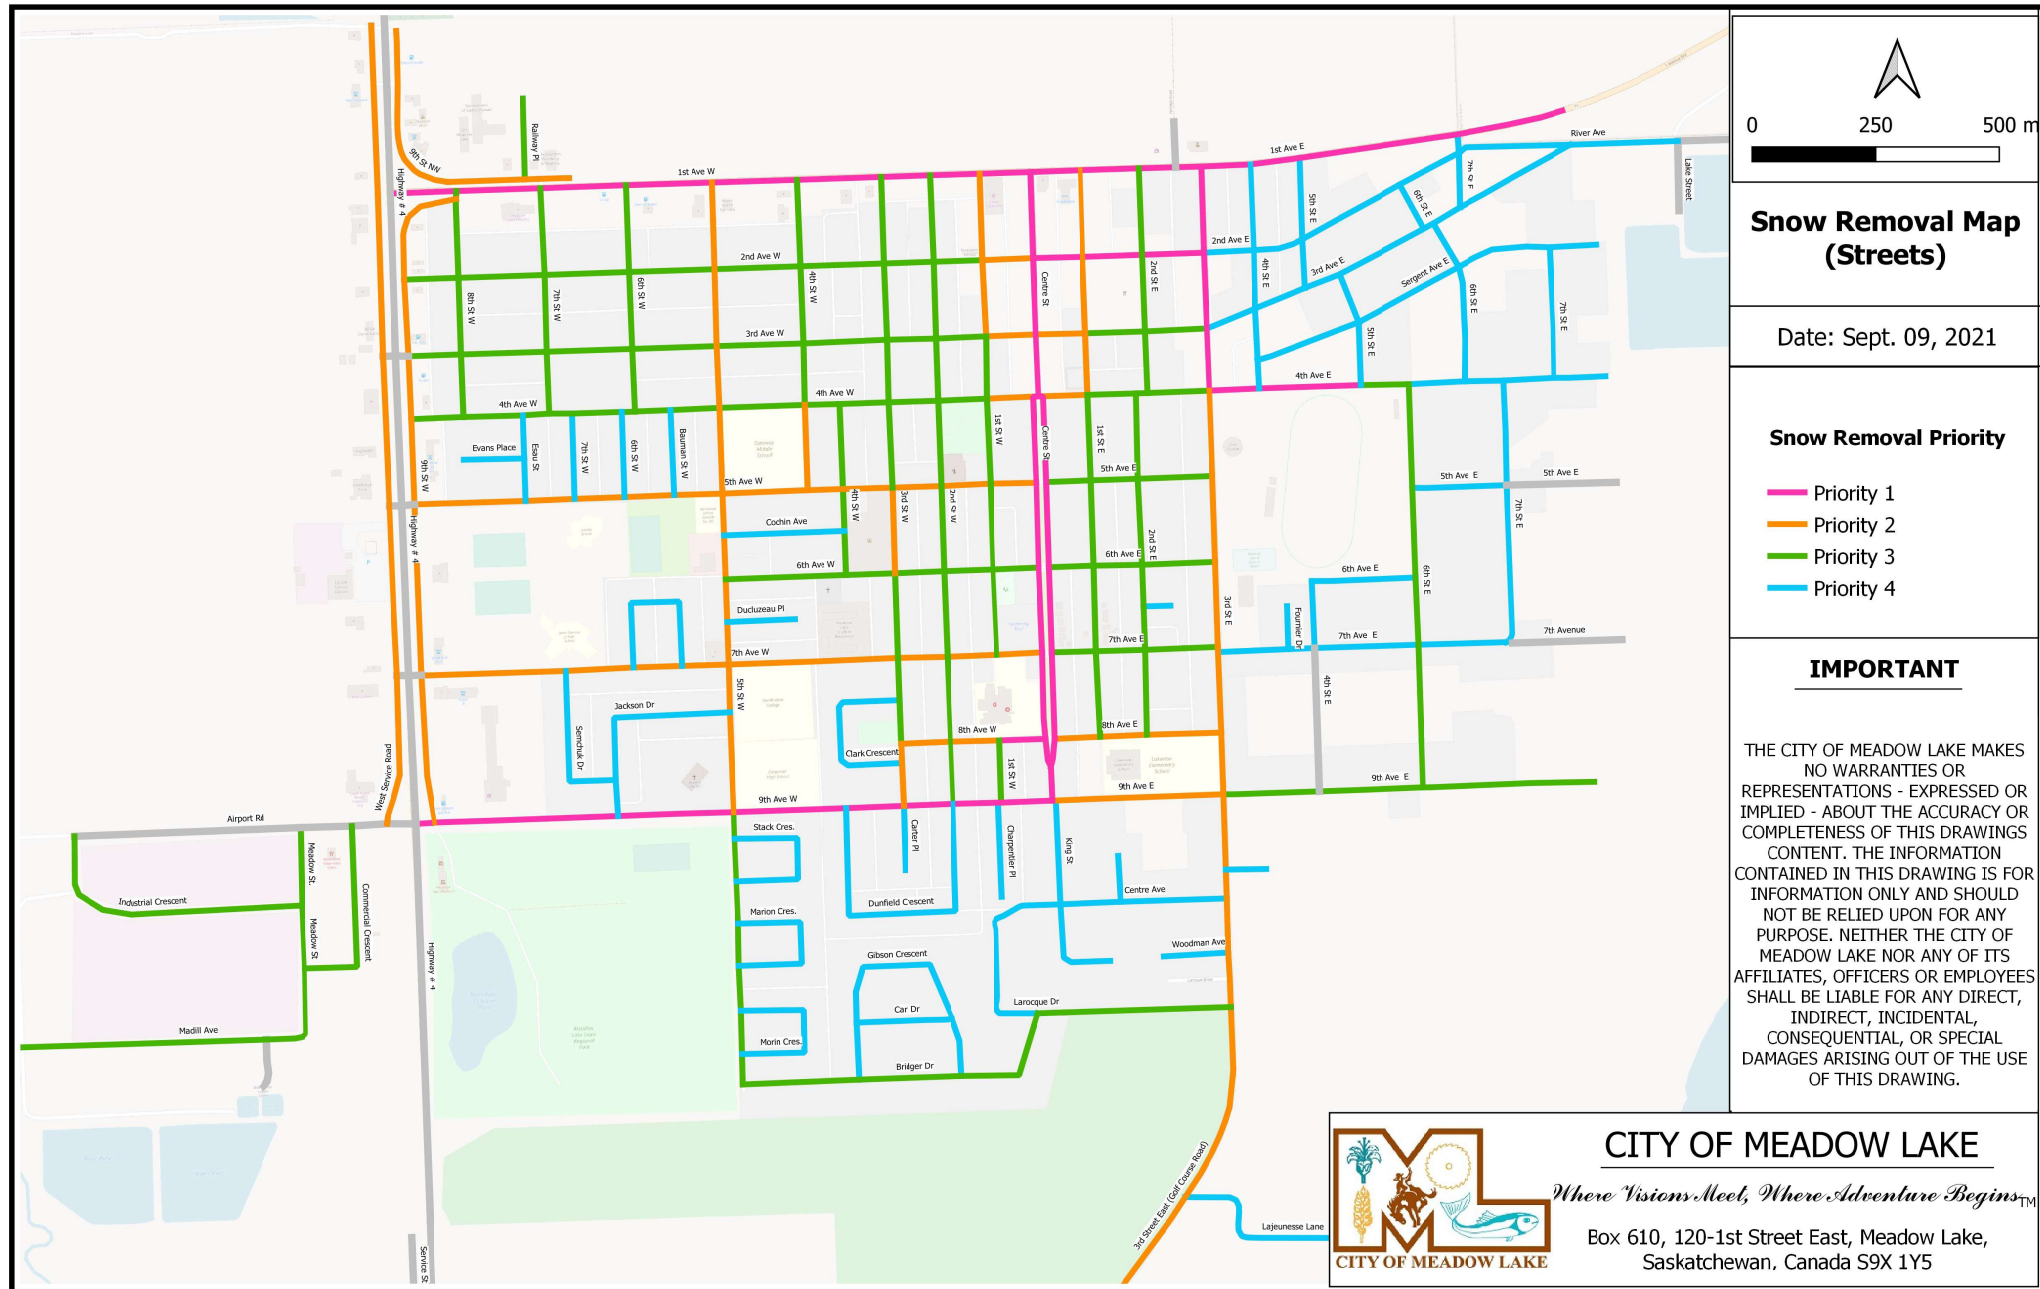 0 250 500 m
Snow Removal Map
(Streets)
Date: Sept. 09, 2021
Snow Removal Priority
Priority 1
Priority 2
Priority 3
Priority 4
IMPORTANT
THE CITY OF MEADOW LAKE MAKES
NO WARRANTIES OR
REPRESENTATIONS - EXPRESSED OR
IMPLIED - ABOUT THE ACCURACY OR
COMPLETENESS OF THIS DRAWINGS
CONTENT. THE INFORMATION
CONTAINED IN THIS DRAWING IS FOR
INFORMATION ONLY AND SHOULD
NOT BE RELIED UPON FOR ANY
PURPOSE. NEITHER THE CITY OF
MEADOW LAKE NOR ANY OF ITS
AFFILIATES, OFFICERS OR EMPLOYEES
SHALL BE LIABLE FOR ANY DIRECT,
INDIRECT, INCIDENTAL,
CONSEQUENTIAL, OR SPECIAL
DAMAGES ARISING OUT OF THE USE
OF THIS DRAWING.
CITY OF MEADOW LAKE
Where Visions Meet, Where Adventure Begins TM
Box 610, 120-1st Street East, Meadow Lake,
Saskatchewan, Canada S9X 1Y5
CITY OF MEADOW LAKE
Railway Pl
9th St NW
Highway # 4
1st Ave W
1st Ave E
River Ave
Lake Street
7th St E
6th St E
5th St E
4th St E
2nd Ave E
3rd Ave E
Sergent Ave E
6th St E
7th St E
5th St E
2nd Ave W
8th St W
7th St W
6th St W
4th St W
Centre St
2nd St E
3rd Ave W
4th Ave W
4th Ave W
4th Ave E
Evans Place
Esau St
7th St W
6th St W
Bauman St W
9th St W
1st St W
Centre St
1st St E
5th Ave W
5th Ave E
5th Ave E
5th Ave E
4th St W
3rd St W
2nd St W
Highway # 4
Cochin Ave
2nd St E
7th St E
6th Ave W
6th Ave E
6th Ave E
6th St E
Ducluzeau Pl
3rd St E
Fournier Dr
7th Ave W
7th Ave E
7th Ave E
7th Avenue
5th St W
4th St E
Jackson Dr
Semchuk Dr
Clark Crescent
8th Ave W
8th Ave E
West Service Road
1st St W
9th Ave W
9th Ave E
9th Ave E
Airport Rd
Stack Cres.
Carter Pl
Charpentier Pl
King St
Meadow St.
Meadow St
Commercial Crescent
Industrial Crescent
Centre Ave
Dunfield Crescent
Marion Cres.
Highway # 4
Gibson Crescent
Woodman Ave
Car Dr
Larocque Dr
Morin Cres.
Madill Ave
Bridger Dr
3rd Street East (Golf Course Road)
Lajeunesse Lane
Service St